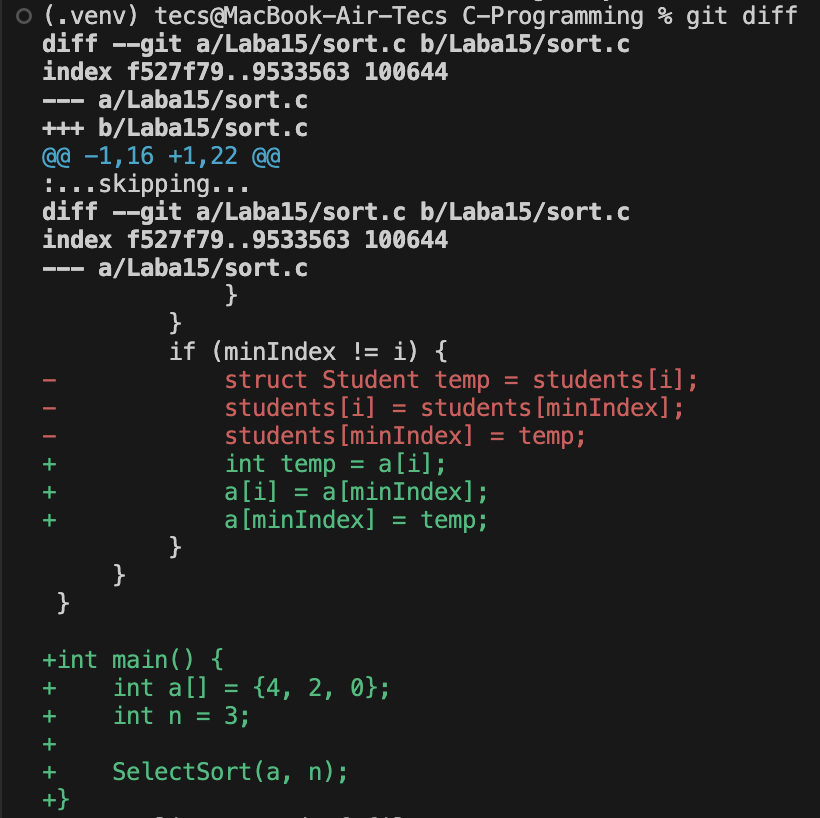 (.venv) tecs@MacBook-Air-Tecs C-Programming % git diff
diff --git a/Laba15/sort.c b/Laba15/sort.c
index f527f79..9533563 100644
--- a/Laba15/sort.c
+++ b/Laba15/sort.c
@@ -1,16 +1,22 @@
:...skipping...
diff --git a/Laba15/sort.c b/Laba15/sort.c
index f527f79..9533563 100644
--- a/Laba15/sort.c
             }
         }
         if (minIndex != i) {
-            struct Student temp = students[i];
-            students[i] = students[minIndex];
-            students[minIndex] = temp;
+            int temp = a[i];
+            a[i] = a[minIndex];
+            a[minIndex] = temp;
         }
     }
 }

+int main() {
+    int a[] = {4, 2, 0};
+    int n = 3;
+
+    SelectSort(a, n);
+}